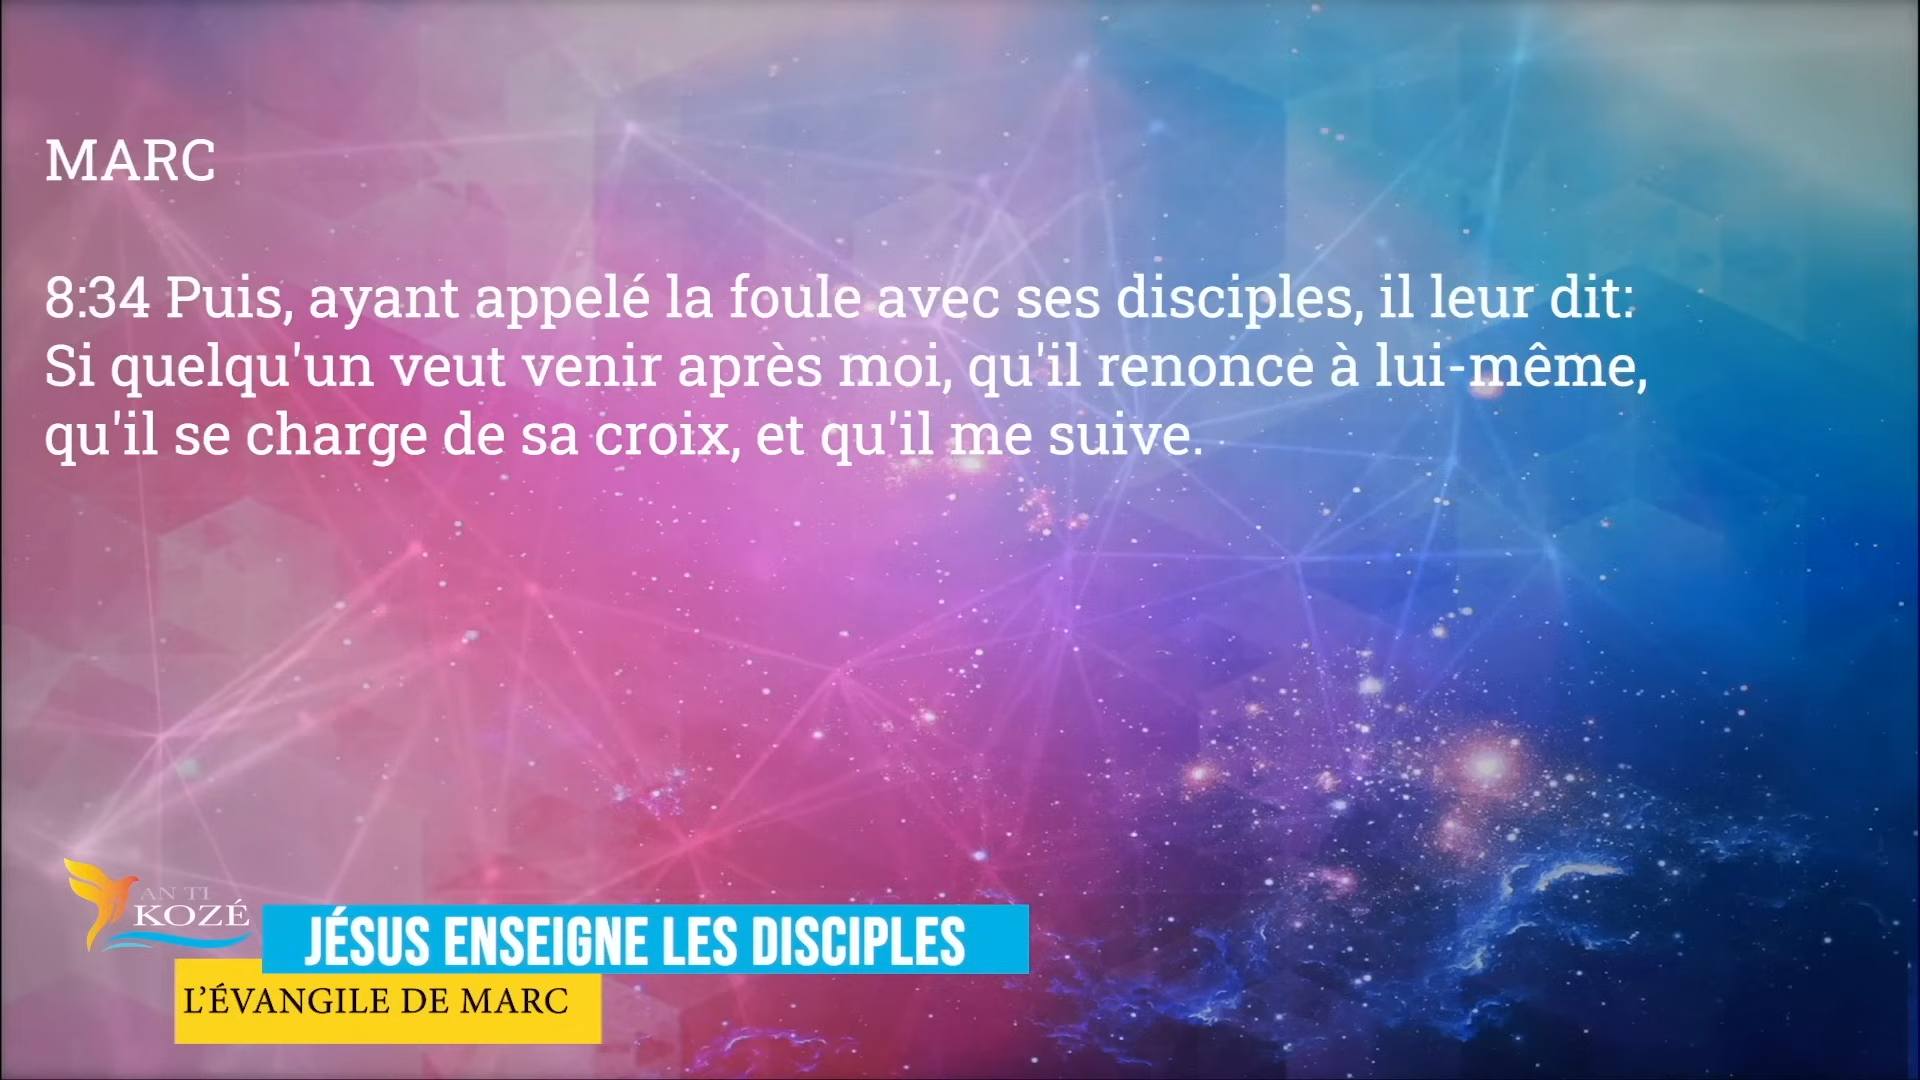 MARC
8:34 Puis, ayant appelé la foule avec ses disciples, il leur dit:
Si quelqu'un veut venir après moi, qu'il renonce à lui-même,
qu'il se charge de sa croix, et qu'il me suive.
AN TI
KOZÉ
JÉSUS ENSEIGNE LES DISCIPLES
L’ÉVANGILE DE MARC